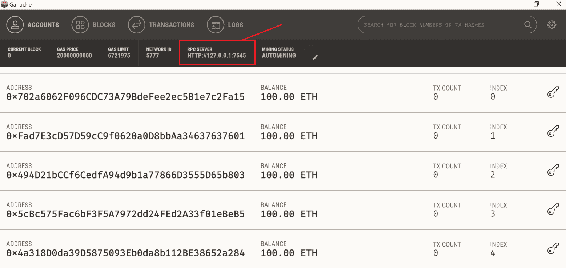 Ganache
ACCOUNTS BLOCKS TRANSACTIONS LOGS SEARCH FOR BLOCK NUMBERS OR TX HASHES
CURRENT BLOCK GAS PRICE GAS LIMIT NETWORK ID RPC SERVER MINING STATUS
0 20000000000 6721975 5777 HTTP://127.0.0.1:7545 AUTOMINING
ADDRESS BALANCE TX COUNT INDEX
0×702a6062F096CDC73A79BdeFee2ec5B1e7c2Fa15 100.00 ETH 0 0
ADDRESS BALANCE TX COUNT INDEX
0×Fad7E3cD57D59cC9f0620a0D8bbAa34637637601 100.00 ETH 0 1
ADDRESS BALANCE TX COUNT INDEX
0×494D21bCCf6CedfA94d9b1a77866D3555D65b803 100.00 ETH 0 2
ADDRESS BALANCE TX COUNT INDEX
0×5cBc575Fac6bF3F5A7972dd24FEd2A33f01eBeB5 100.00 ETH 0 3
ADDRESS BALANCE TX COUNT INDEX
0×4a318D0da39D5875093Eb0da8b112BE38652a284 100.00 ETH 0 4